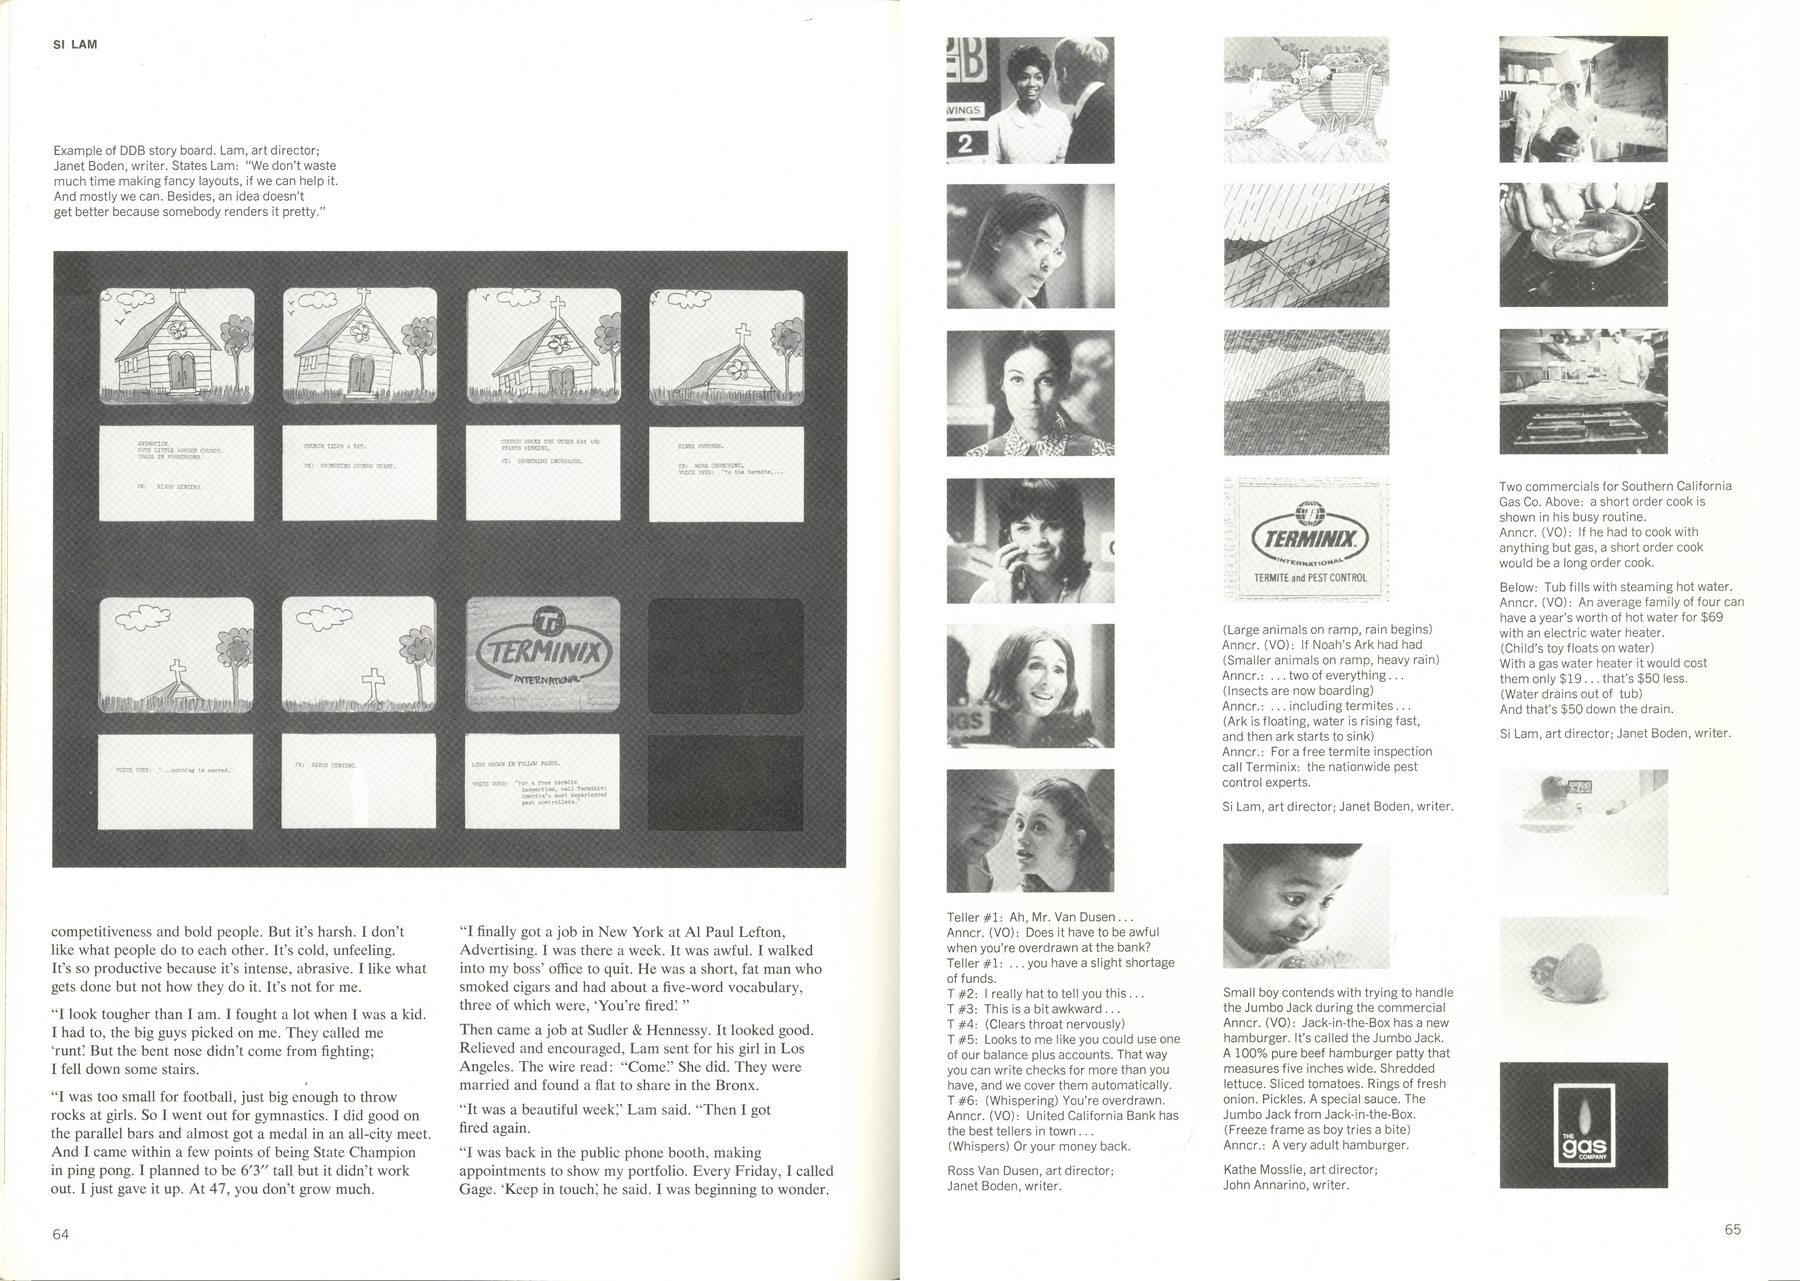 SI LAM
Example of DDB story board. Lam, art director;
Janet Boden, writer. States Lam: “We don’t waste
much time making fancy layouts, if we can help it.
And mostly we can. Besides, an idea doesn’t
get better because somebody renders it pretty.”
ANIMATION.
CUTE LITTLE WOODEN CHURCH.
GRASS IN FOREGROUND.
FX: BIRDS SINGING.
CHURCH TILTS A BIT.
FX: CRUNCHING SOUNDS START.
CHURCH ROCKS THE OTHER WAY AND
STARTS SINKING.
FX: CRUNCHING INCREASES.
SINKS FURTHER.
FX: MORE CRUNCHING.
VOICE OVER: "To the termite,...
TERMINIX
INTERNATIONAL
VOICE OVER: "...nothing is sacred."
FX: BIRDS SINGING.
LOGO SHOWN IN YELLOW PAGES.
VOICE OVER: "For a free termite
inspection, call Terminix:
America's most experienced
pest controllers."
competitiveness and bold people. But it’s harsh. I don’t
like what people do to each other. It’s cold, unfeeling.
It’s so productive because it’s intense, abrasive. I like what
gets done but not how they do it. It’s not for me.
“I look tougher than I am. I fought a lot when I was a kid.
I had to, the big guys picked on me. They called me
‘runt.’ But the bent nose didn’t come from fighting;
I fell down some stairs.
“I was too small for football, just big enough to throw
rocks at girls. So I went out for gymnastics. I did good on
the parallel bars and almost got a medal in an all-city meet.
And I came within a few points of being State Champion
in ping pong. I planned to be 6′3″ tall but it didn’t work
out. I just gave it up. At 47, you don’t grow much.
“I finally got a job in New York at Al Paul Lefton,
Advertising. I was there a week. It was awful. I walked
into my boss’ office to quit. He was a short, fat man who
smoked cigars and had about a five-word vocabulary,
three of which were, ‘You’re fired.’ ”
Then came a job at Sudler & Hennessy. It looked good.
Relieved and encouraged, Lam sent for his girl in Los
Angeles. The wire read: “Come.” She did. They were
married and found a flat to share in the Bronx.
“It was a beautiful week,” Lam said. “Then I got
fired again.
“I was back in the public phone booth, making
appointments to show my portfolio. Every Friday, I called
Gage. ‘Keep in touch,’ he said. I was beginning to wonder.
64
VINGS
2
NGS
Teller #1: Ah, Mr. Van Dusen...
Anncr. (VO): Does it have to be awful
when you’re overdrawn at the bank?
Teller #1: ...you have a slight shortage
of funds.
T #2: I really hat to tell you this...
T #3: This is a bit awkward...
T #4: (Clears throat nervously)
T #5: Looks to me like you could use one
of our balance plus accounts. That way
you can write checks for more than you
have, and we cover them automatically.
T #6: (Whispering) You’re overdrawn.
Anncr. (VO): United California Bank has
the best tellers in town...
(Whispers) Or your money back.
Ross Van Dusen, art director;
Janet Boden, writer.
TERMINIX.
INTERNATIONAL
TERMITE and PEST CONTROL
(Large animals on ramp, rain begins)
Anncr. (VO): If Noah’s Ark had had
(Smaller animals on ramp, heavy rain)
Anncr.: ...two of everything...
(Insects are now boarding)
Anncr.: ...including termites...
(Ark is floating, water is rising fast,
and then ark starts to sink)
Anncr.: For a free termite inspection
call Terminix: the nationwide pest
control experts.
Si Lam, art director; Janet Boden, writer.
Small boy contends with trying to handle
the Jumbo Jack during the commercial
Anncr. (VO): Jack-in-the-Box has a new
hamburger. It’s called the Jumbo Jack.
A 100% pure beef hamburger patty that
measures five inches wide. Shredded
lettuce. Sliced tomatoes. Rings of fresh
onion. Pickles. A special sauce. The
Jumbo Jack from Jack-in-the-Box.
(Freeze frame as boy tries a bite)
Anncr.: A very adult hamburger.
Kathe Mosslie, art director;
John Annarino, writer.
Two commercials for Southern California
Gas Co. Above: a short order cook is
shown in his busy routine.
Anncr. (VO): If he had to cook with
anything but gas, a short order cook
would be a long order cook.
Below: Tub fills with steaming hot water.
Anncr. (VO): An average family of four can
have a year’s worth of hot water for $69
with an electric water heater.
(Child’s toy floats on water)
With a gas water heater it would cost
them only $19...that’s $50 less.
(Water drains out of tub)
And that’s $50 down the drain.
Si Lam, art director; Janet Boden, writer.
THE
gas
COMPANY
65